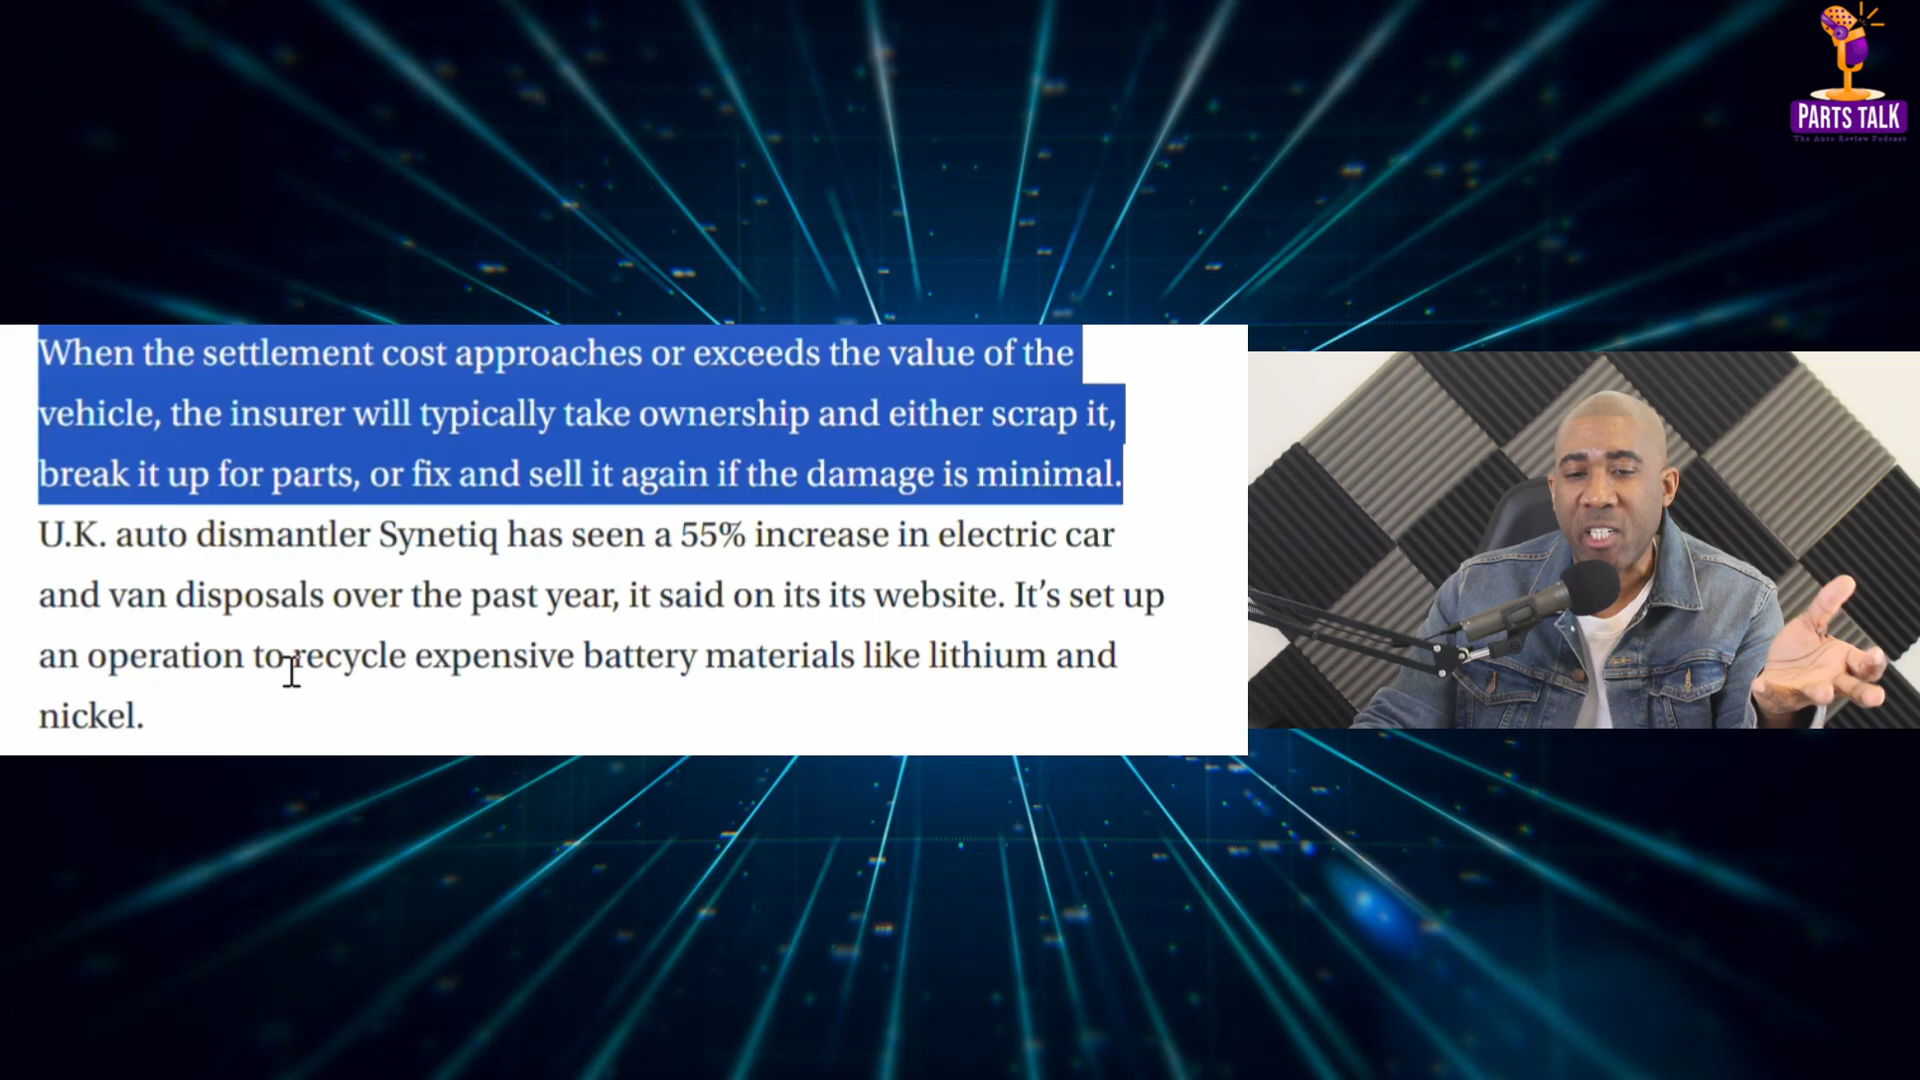 PARTS TALK
The Auto Review Podcast
When the settlement cost approaches or exceeds the value of the
vehicle, the insurer will typically take ownership and either scrap it,
break it up for parts, or fix and sell it again if the damage is minimal.
U.K. auto dismantler Synetiq has seen a 55% increase in electric car
and van disposals over the past year, it said on its its website. It’s set up
an operation to recycle expensive battery materials like lithium and
nickel.